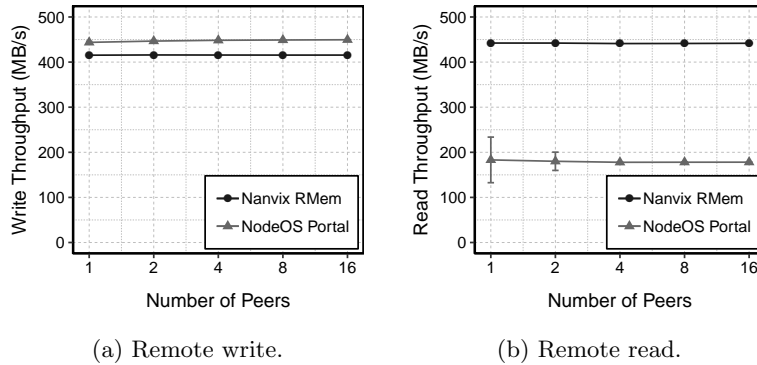 Write Throughput (MB/s)
500
400
300
200
100
0
Nanvix RMem
NodeOS Portal
1 2 4 8 16
Number of Peers
(a) Remote write.
Read Throughput (MB/s)
500
400
300
200
100
0
Nanvix RMem
NodeOS Portal
1 2 4 8 16
Number of Peers
(b) Remote read.